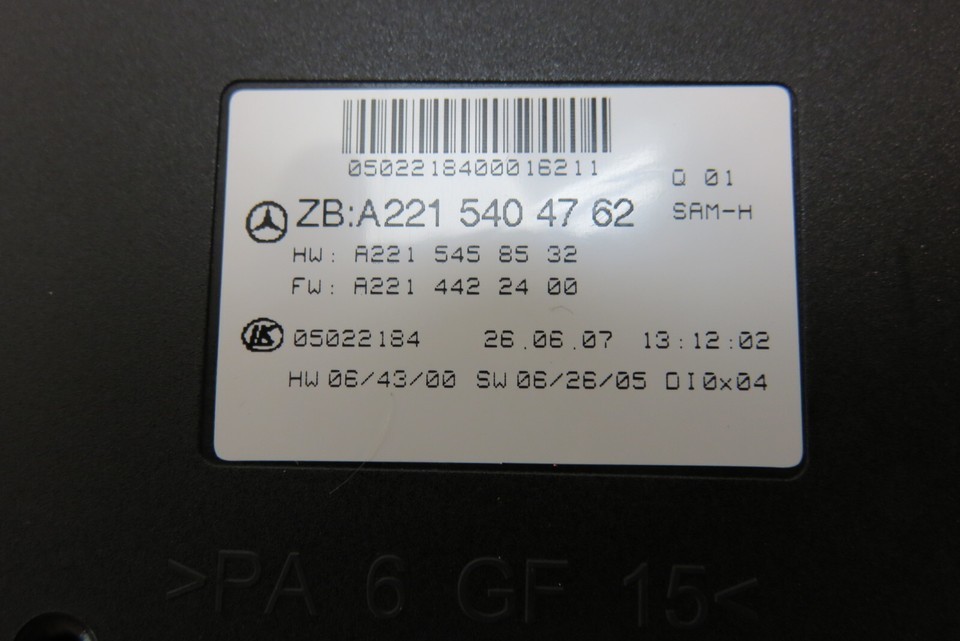 0502218400016211
Q 01
ZB:A221 540 47 62
SAM-H
HW: A221 545 85 32
FW: A221 442 24 00
05022184 26.06.07 13:12:02
HW 06/43/00 SW 06/26/05 DI0x04
>PA 6 GF 15<